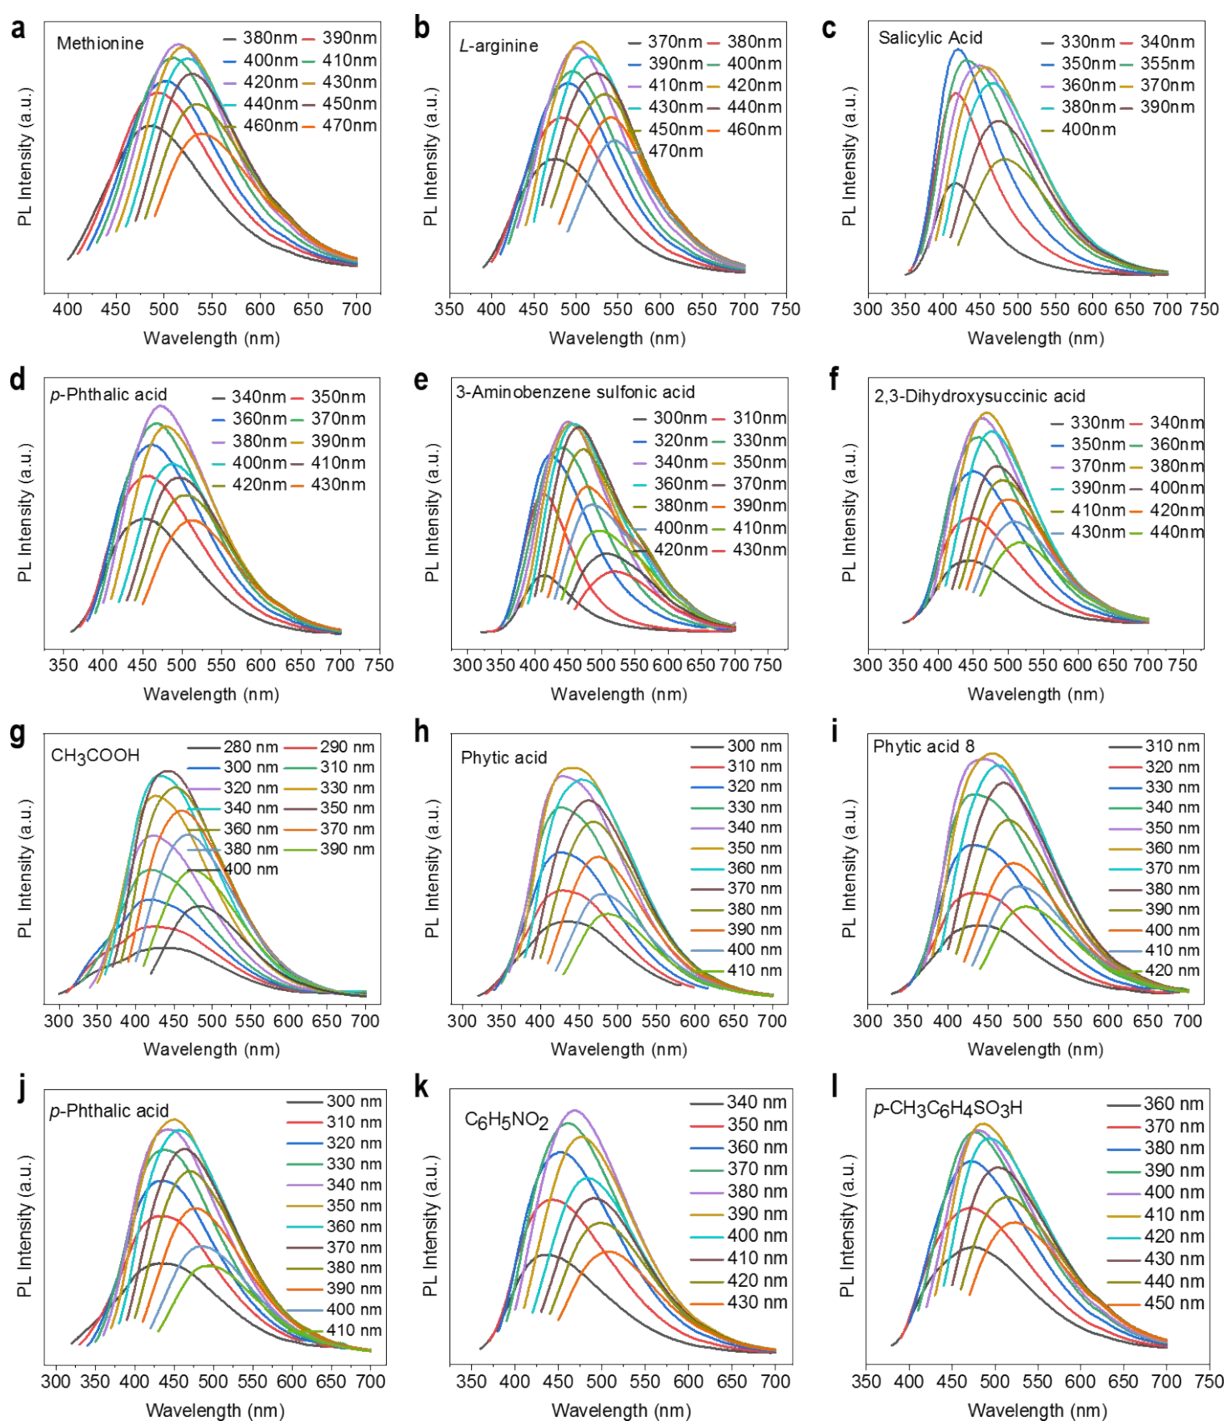 a
Methionine
380nm 390nm
400nm 410nm
420nm 430nm
440nm 450nm
460nm 470nm
PL Intensity (a.u.)
400 450 500 550 600 650 700
Wavelength (nm)
b
L-arginine
370nm 380nm
390nm 400nm
410nm 420nm
430nm 440nm
450nm 460nm
470nm
PL Intensity (a.u.)
350 400 450 500 550 600 650 700 750
Wavelength (nm)
c
Salicylic Acid
330nm 340nm
350nm 355nm
360nm 370nm
380nm 390nm
400nm
PL Intensity (a.u.)
300 350 400 450 500 550 600 650 700 750
Wavelength (nm)
d
p-Phthalic acid
340nm 350nm
360nm 370nm
380nm 390nm
400nm 410nm
420nm 430nm
PL Intensity (a.u.)
350 400 450 500 550 600 650 700 750
Wavelength (nm)
e
3-Aminobenzene sulfonic acid
300nm 310nm
320nm 330nm
340nm 350nm
360nm 370nm
380nm 390nm
400nm 410nm
420nm 430nm
PL Intensity (a.u.)
300 350 400 450 500 550 600 650 700 750
Wavelength (nm)
f
2,3-Dihydroxysuccinic acid
330nm 340nm
350nm 360nm
370nm 380nm
390nm 400nm
410nm 420nm
430nm 440nm
PL Intensity (a.u.)
300 350 400 450 500 550 600 650 700 750
Wavelength (nm)
g
CH3COOH
280 nm 290 nm
300 nm 310 nm
320 nm 330 nm
340 nm 350 nm
360 nm 370 nm
380 nm 390 nm
400 nm
PL Intensity (a.u.)
300 350 400 450 500 550 600 650 700
Wavelength (nm)
h
Phytic acid
300 nm
310 nm
320 nm
330 nm
340 nm
350 nm
360 nm
370 nm
380 nm
390 nm
400 nm
410 nm
PL Intensity (a.u.)
300 350 400 450 500 550 600 650 700
Wavelength (nm)
i
Phytic acid 8
310 nm
320 nm
330 nm
340 nm
350 nm
360 nm
370 nm
380 nm
390 nm
400 nm
410 nm
420 nm
PL Intensity (a.u.)
300 350 400 450 500 550 600 650 700
Wavelength (nm)
j
p-Phthalic acid
300 nm
310 nm
320 nm
330 nm
340 nm
350 nm
360 nm
370 nm
380 nm
390 nm
400 nm
410 nm
PL Intensity (a.u.)
300 350 400 450 500 550 600 650 700
Wavelength (nm)
k
C6H5NO2
340 nm
350 nm
360 nm
370 nm
380 nm
390 nm
400 nm
410 nm
420 nm
430 nm
PL Intensity (a.u.)
350 400 450 500 550 600 650 700
Wavelength (nm)
l
p-CH3C6H4SO3H
360 nm
370 nm
380 nm
390 nm
400 nm
410 nm
420 nm
430 nm
440 nm
450 nm
PL Intensity (a.u.)
350 400 450 500 550 600 650 700 750
Wavelength (nm)